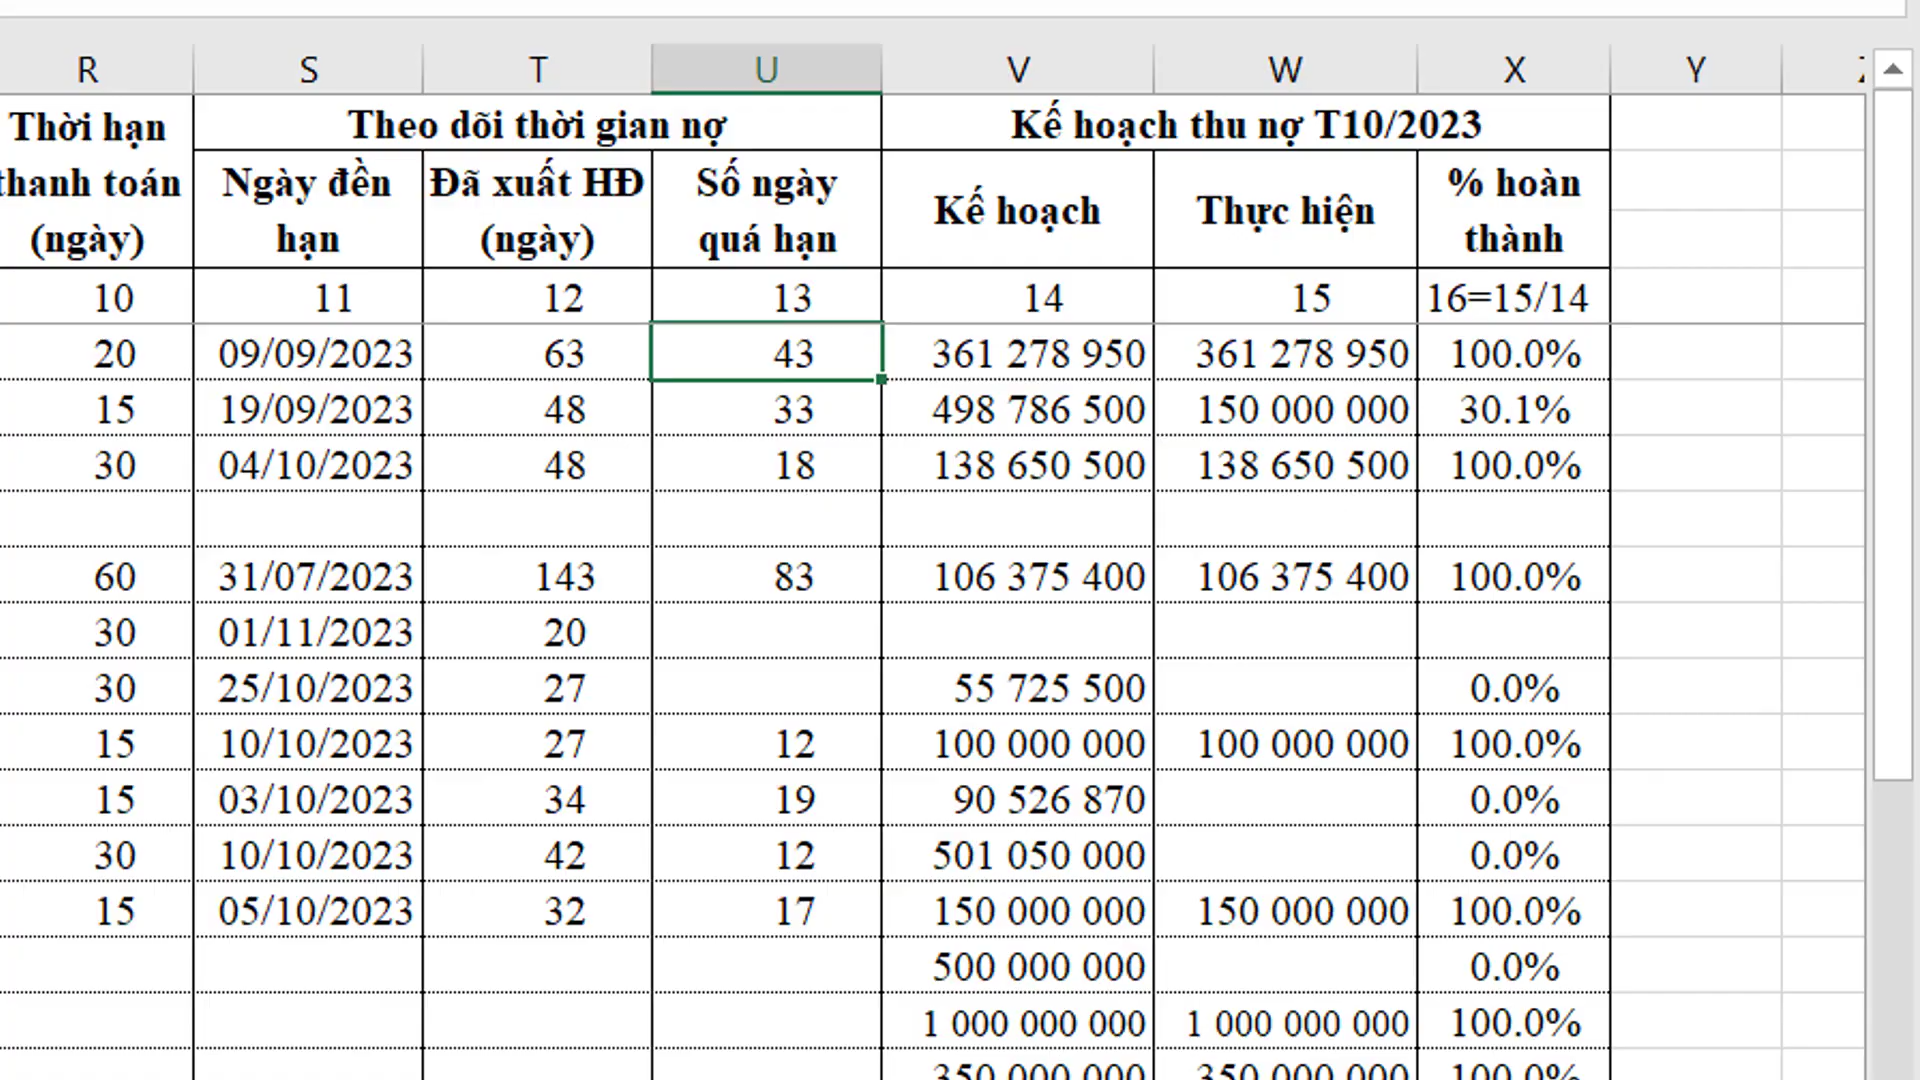 R S T U V W X Y
Thời hạn thanh toán (ngày) Theo dõi thời gian nợ Kế hoạch thu nợ T10/2023
Ngày đền hạn Đã xuất HĐ (ngày) Số ngày quá hạn Kế hoạch Thực hiện % hoàn thành
10 11 12 13 14 15 16=15/14
20 09/09/2023 63 43 361 278 950 361 278 950 100.0%
15 19/09/2023 48 33 498 786 500 150 000 000 30.1%
30 04/10/2023 48 18 138 650 500 138 650 500 100.0%
60 31/07/2023 143 83 106 375 400 106 375 400 100.0%
30 01/11/2023 20
30 25/10/2023 27 55 725 500 0.0%
15 10/10/2023 27 12 100 000 000 100 000 000 100.0%
15 03/10/2023 34 19 90 526 870 0.0%
30 10/10/2023 42 12 501 050 000 0.0%
15 05/10/2023 32 17 150 000 000 150 000 000 100.0%
500 000 000 0.0%
1 000 000 000 1 000 000 000 100.0%
350 000 000 350 000 000 100.0%